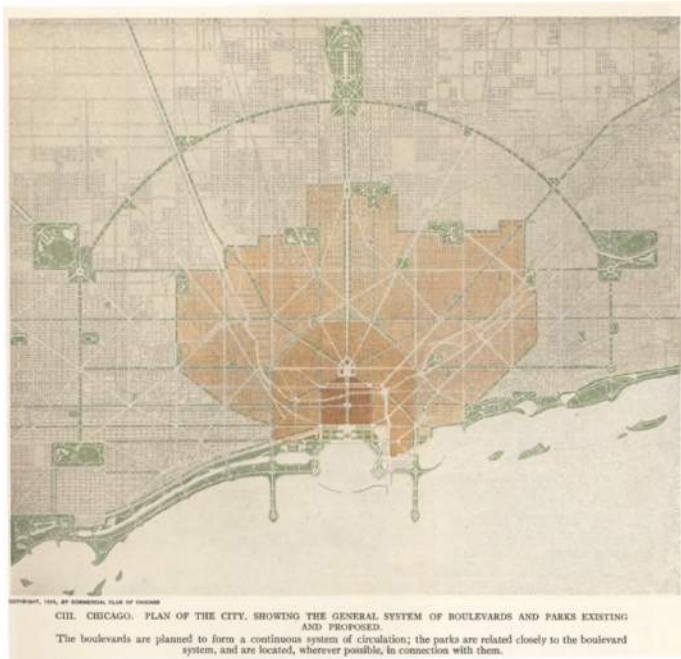 COPYRIGHT, 1909, BY COMMERCIAL CLUB OF CHICAGO
CIII. CHICAGO. PLAN OF THE CITY, SHOWING THE GENERAL SYSTEM OF BOULEVARDS AND PARKS EXISTING
AND PROPOSED.
The boulevards are planned to form a continuous system of circulation; the parks are related closely to the boulevard
system, and are located, wherever possible, in connection with them.